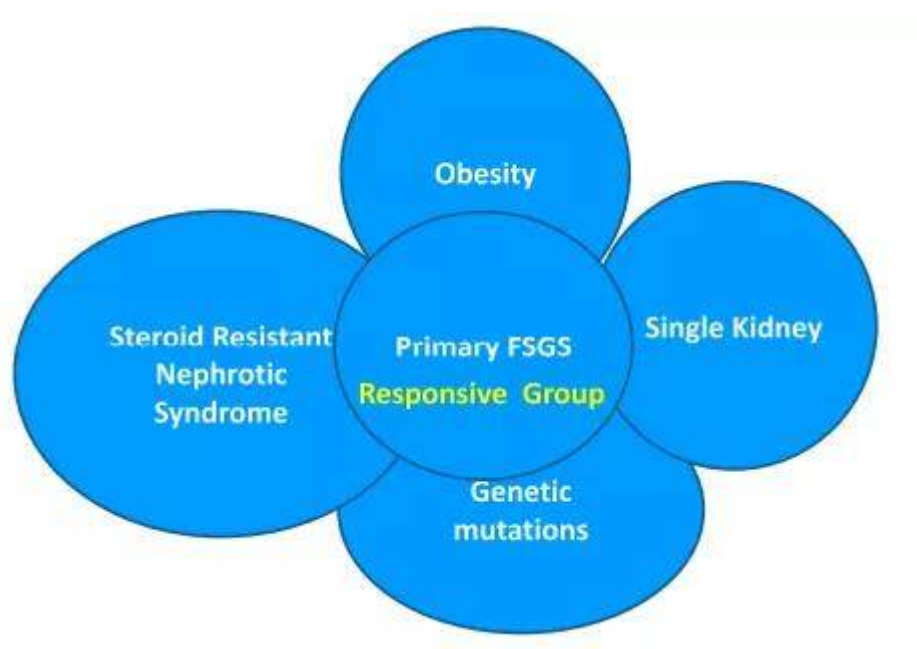 Obesity
Steroid Resistant
Nephrotic
Syndrome
Primary FSGS
Responsive Group
Single Kidney
Genetic
mutations